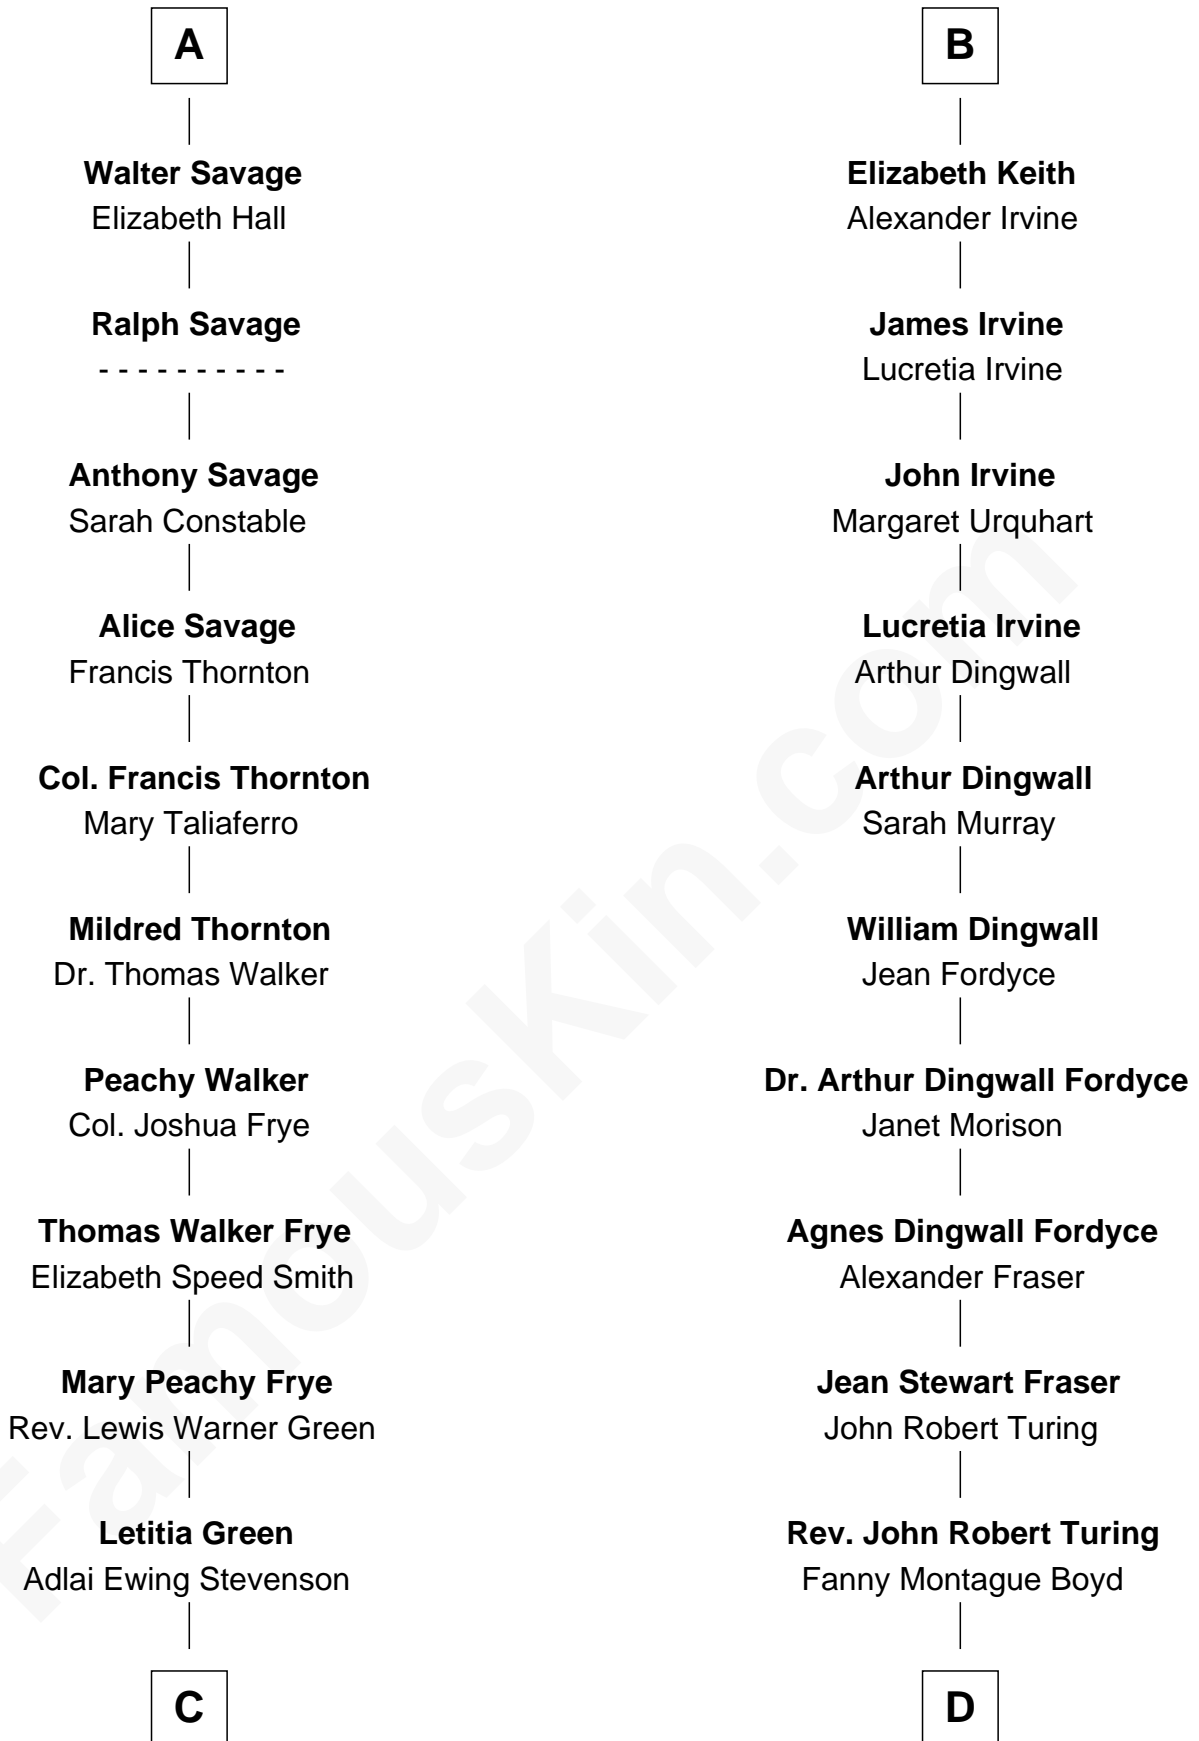 A
Walter Savage
Elizabeth Hall
Ralph Savage
- - - - - - - - - -
Anthony Savage
Sarah Constable
Alice Savage
Francis Thornton
Col. Francis Thornton
Mary Taliaferro
Mildred Thornton
Dr. Thomas Walker
Peachy Walker
Col. Joshua Frye
Thomas Walker Frye
Elizabeth Speed Smith
Mary Peachy Frye
Rev. Lewis Warner Green
Letitia Green
Adlai Ewing Stevenson
C
B
Elizabeth Keith
Alexander Irvine
James Irvine
Lucretia Irvine
John Irvine
Margaret Urquhart
Lucretia Irvine
Arthur Dingwall
Arthur Dingwall
Sarah Murray
William Dingwall
Jean Fordyce
Dr. Arthur Dingwall Fordyce
Janet Morison
Agnes Dingwall Fordyce
Alexander Fraser
Jean Stewart Fraser
John Robert Turing
Rev. John Robert Turing
Fanny Montague Boyd
D
FamousKin.com